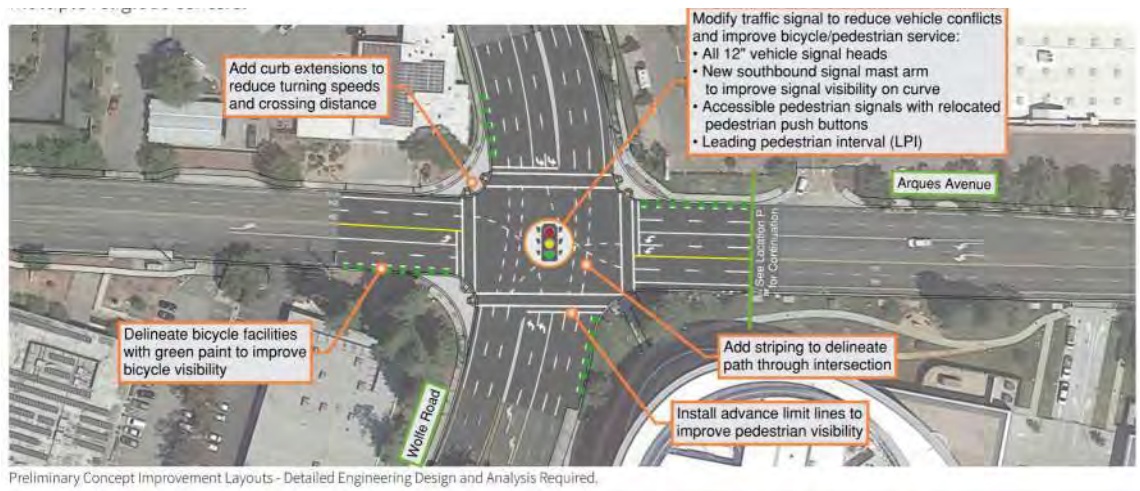 Modify traffic signal to reduce vehicle conflicts
and improve bicycle/pedestrian service:
• All 12" vehicle signal heads
• New southbound signal mast arm
to improve signal visibility on curve
• Accessible pedestrian signals with relocated
pedestrian push buttons
• Leading pedestrian interval (LPI)
Add curb extensions to
reduce turning speeds
and crossing distance
Arques Avenue
See Location P
for Continuation
Delineate bicycle facilities
with green paint to improve
bicycle visibility
Add striping to delineate
path through intersection
Wolfe Road
Install advance limit lines to
improve pedestrian visibility
Preliminary Concept Improvement Layouts - Detailed Engineering Design and Analysis Required.